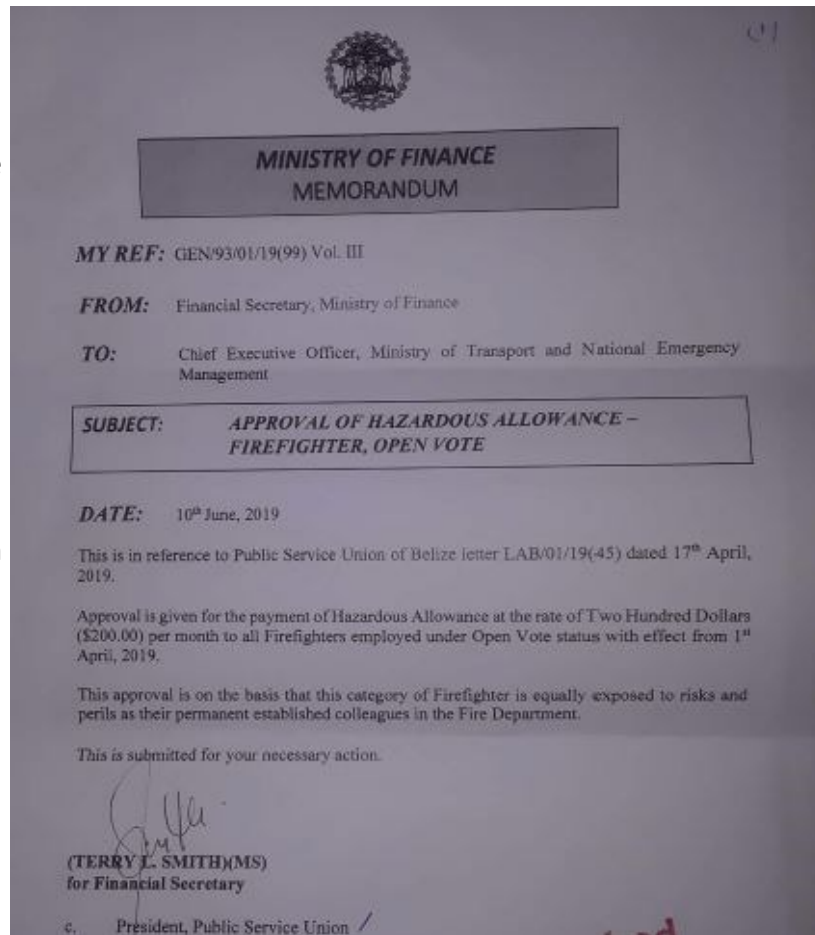 MINISTRY OF FINANCE
MEMORANDUM
MY REF: GEN/93/01/19(99) Vol. III
FROM: Financial Secretary, Ministry of Finance
TO: Chief Executive Officer, Ministry of Transport and National Emergency
Management
SUBJECT: APPROVAL OF HAZARDOUS ALLOWANCE –
FIREFIGHTER, OPEN VOTE
DATE: 10th June, 2019
This is in reference to Public Service Union of Belize letter LAB/01/19(45) dated 17th April,
2019.
Approval is given for the payment of Hazardous Allowance at the rate of Two Hundred Dollars
($200.00) per month to all Firefighters employed under Open Vote status with effect from 1st
April, 2019.
This approval is on the basis that this category of Firefighter is equally exposed to risks and
perils as their permanent established colleagues in the Fire Department.
This is submitted for your necessary action.
(TERRY L. SMITH)(MS)
for Financial Secretary
c. President, Public Service Union